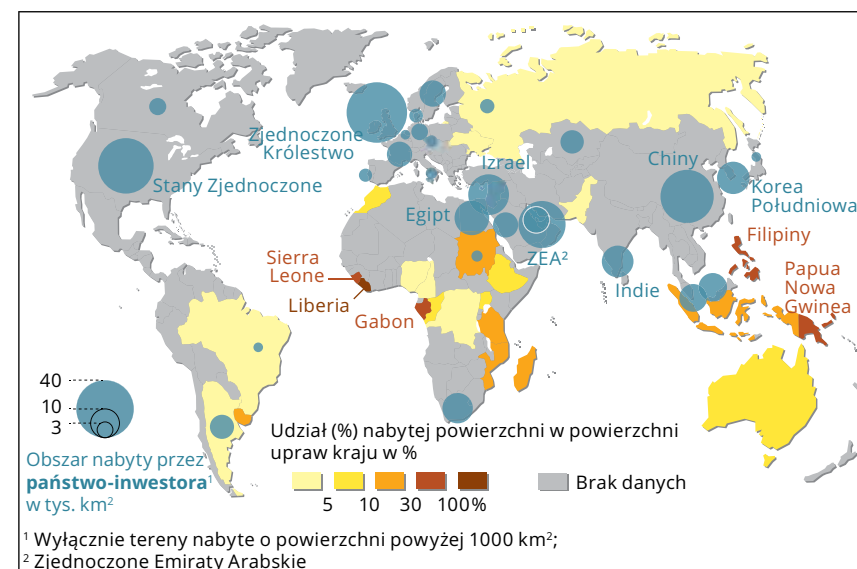 Zjednoczone
Królestwo
Stany Zjednoczone
Izrael
Chiny
Korea
Południowa
Egipt
ZEA²
Filipiny
Sierra
Leone
Liberia
Gabon
Indie
Papua
Nowa
Gwinea
40
10
3
Obszar nabyty przez
państwo-inwestora¹
w tys. km²
Udział (%) nabytej powierzchni w powierzchni
upraw kraju w %
5 10 30 100%
Brak danych
¹ Wyłącznie tereny nabyte o powierzchni powyżej 1000 km²;
² Zjednoczone Emiraty Arabskie